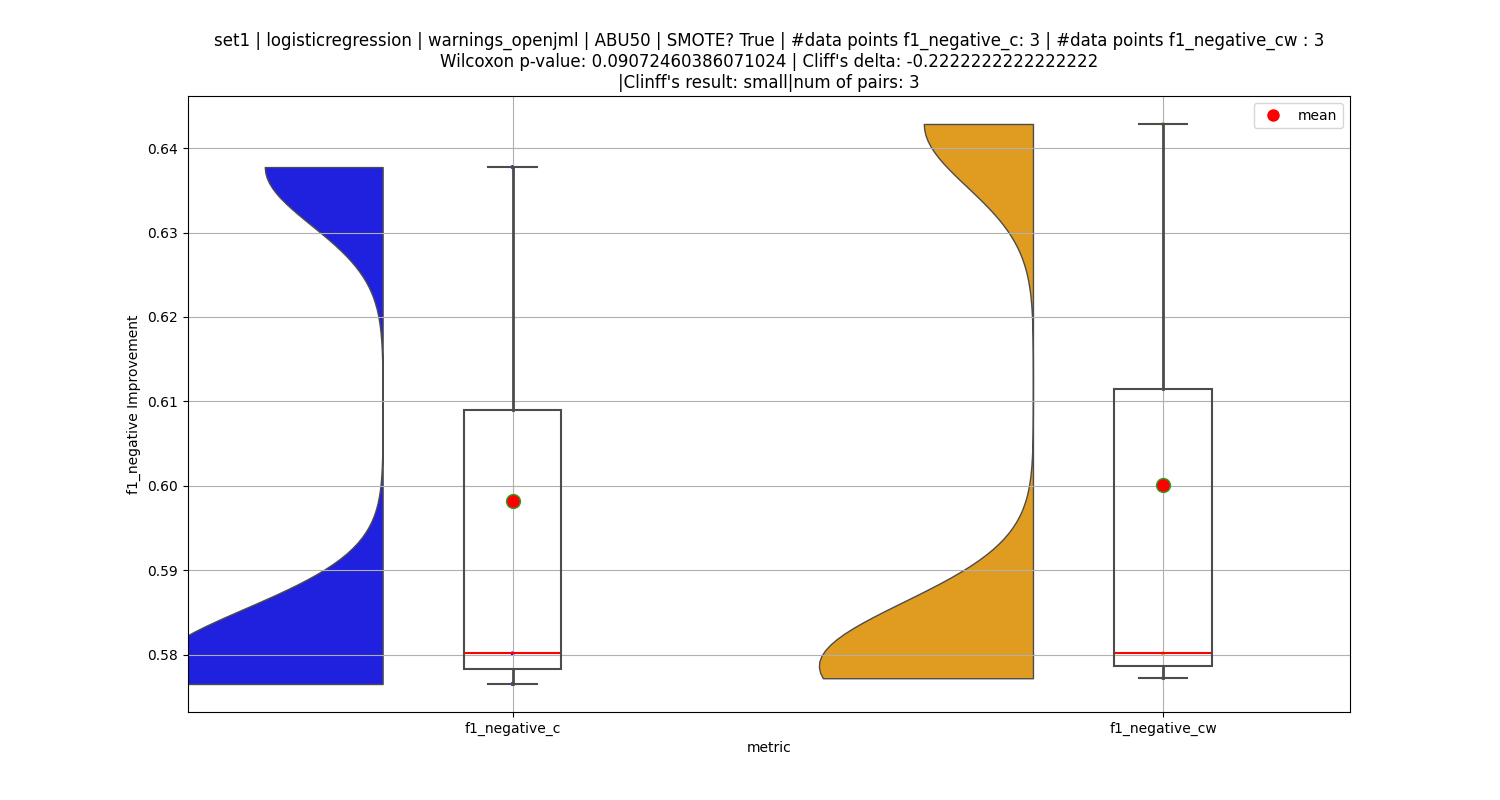 set1 | logisticregression | warnings_openjml | ABU50 | SMOTE? True | #data points f1_negative_c: 3 | #data points f1_negative_cw : 3
Wilcoxon p-value: 0.09072460386071024 | Cliff's delta: -0.2222222222222222
|Clinff's result: small|num of pairs: 3
mean
0.64
0.63
0.62
0.61
0.60
0.59
0.58
f1_negative Improvement
f1_negative_c
f1_negative_cw
metric